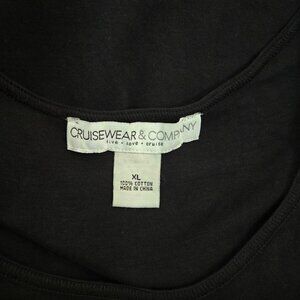 CRUISEWEAR & COMPANY
live • love • cruise
XL
100% COTTON
MADE IN CHINA